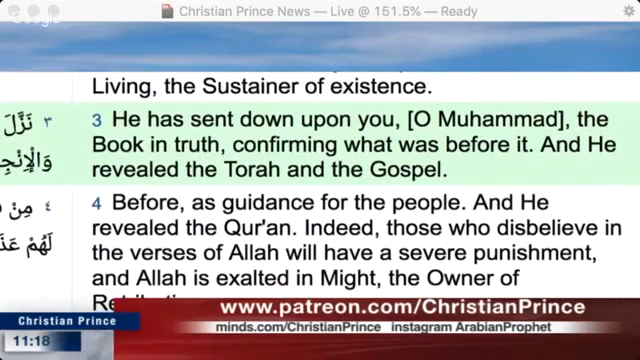 Christian Prince News — Live @ 151.5% — Ready
Living, the Sustainer of existence.
3 He has sent down upon you, [O Muhammad], the
Book in truth, confirming what was before it. And He
revealed the Torah and the Gospel.
٣ نَزَّلَ
وَالْإِنْجِ
4 Before, as guidance for the people. And He
revealed the Qur'an. Indeed, those who disbelieve in
the verses of Allah will have a severe punishment,
and Allah is exalted in Might, the Owner of
٤ مِنْ قَ
لَهُمْ عَذَ
www.patreon.com/ChristianPrince
minds.com/ChristianPrince instagram ArabianProphet
Christian Prince
11:18